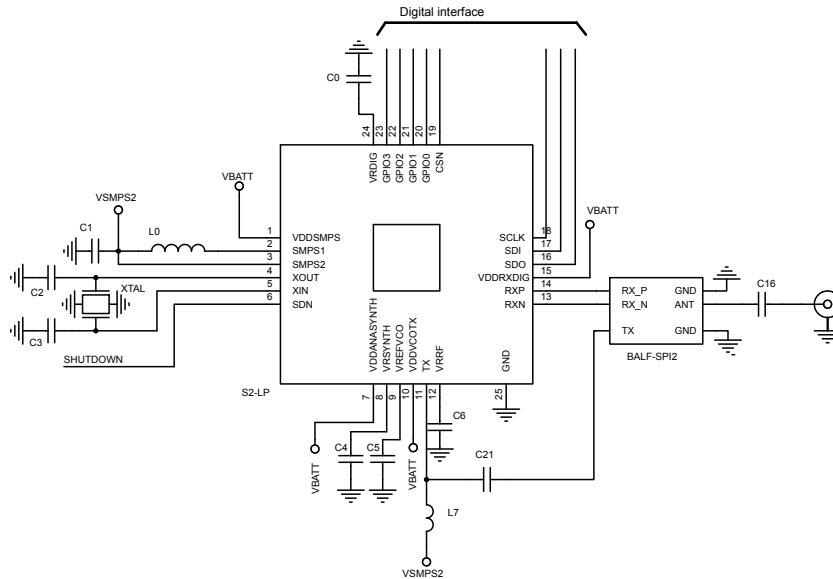 Digital interface
C0
24
23
22
21
20
19
VRDIG
GPIO3
GPIO2
GPIO1
GPIO0
CSN
VBATT
VSMPS2
C1
L0
1
2
3
4
5
6
VDDSMPS
SMPS1
SMPS2
XOUT
XIN
SDN
C2
XTAL
C3
SHUTDOWN
SCLK
SDI
SDO
VDDRXDIG
RXP
RXN
18
17
16
15
14
13
VBATT
RX_P
RX_N
TX
GND
ANT
GND
BALF-SPI2
C16
VDDANASYNTH
VRSYNTH
VREFVCO
VDDVCOTX
TX
VRRF
GND
S2-LP
7
8
9
10
11
12
25
VBATT
C4
C5
VBATT
C6
C21
L7
VSMPS2